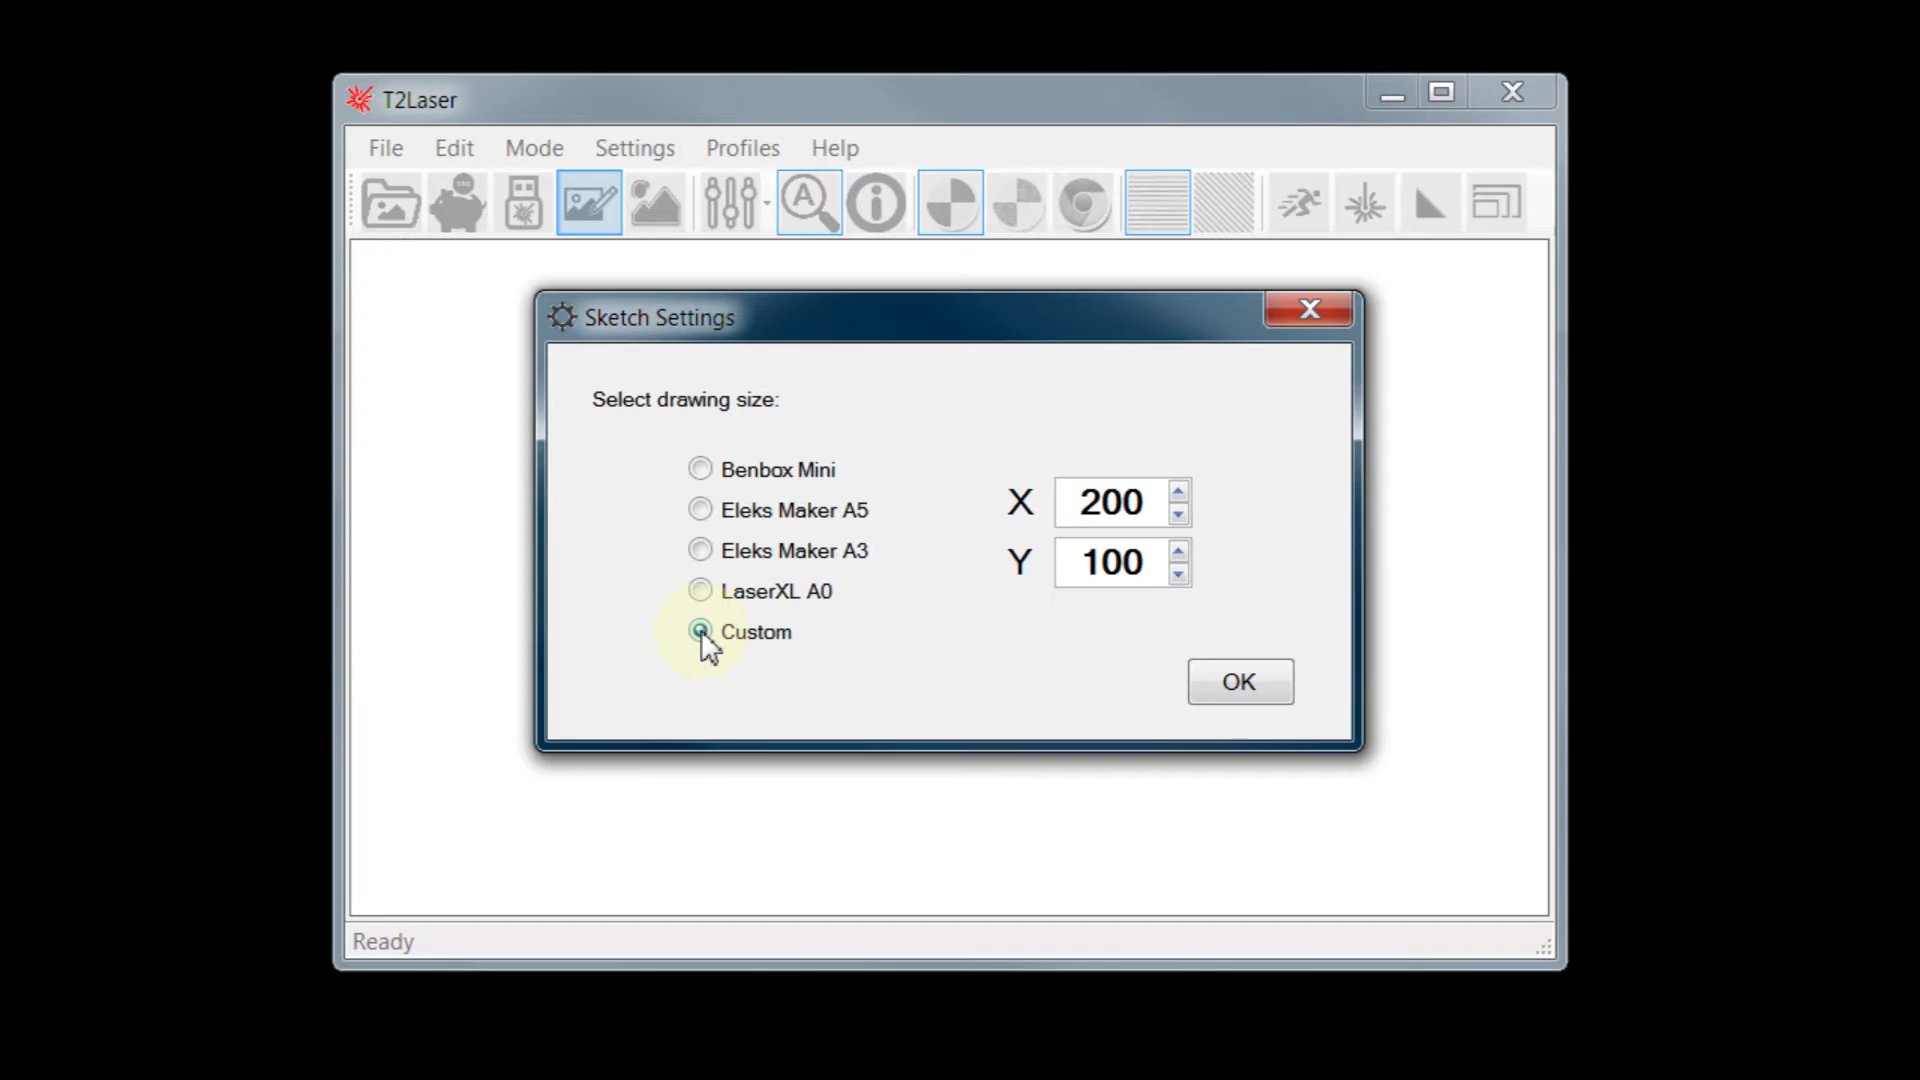 T2Laser
File Edit Mode Settings Profiles Help
Sketch Settings
Select drawing size:
Benbox Mini
Eleks Maker A5
Eleks Maker A3
LaserXL A0
Custom
X 200
Y 100
OK
Ready